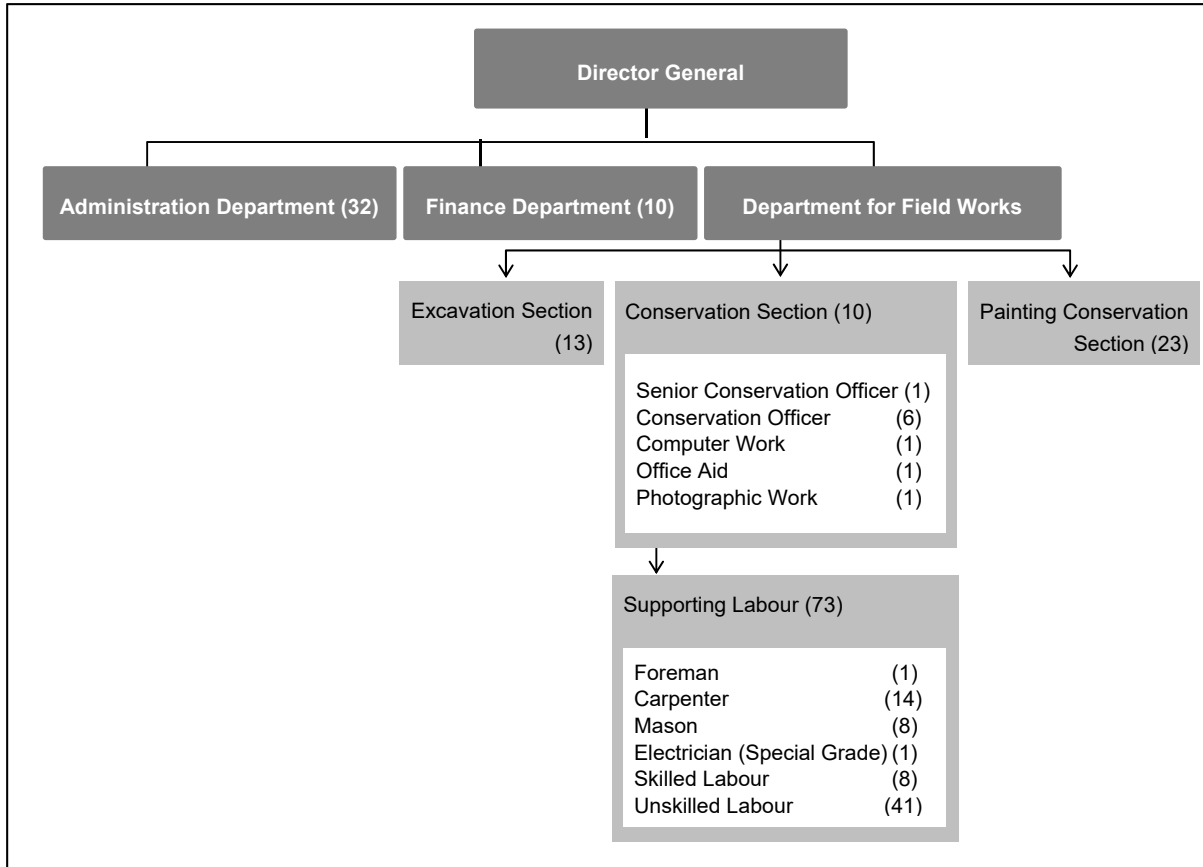 Director General
Administration Department (32)
Finance Department (10)
Department for Field Works
Excavation Section
(13)
Conservation Section (10)
Senior Conservation Officer (1)
Conservation Officer (6)
Computer Work (1)
Office Aid (1)
Photographic Work (1)
Painting Conservation
Section (23)
Supporting Labour (73)
Foreman (1)
Carpenter (14)
Mason (8)
Electrician (Special Grade) (1)
Skilled Labour (8)
Unskilled Labour (41)